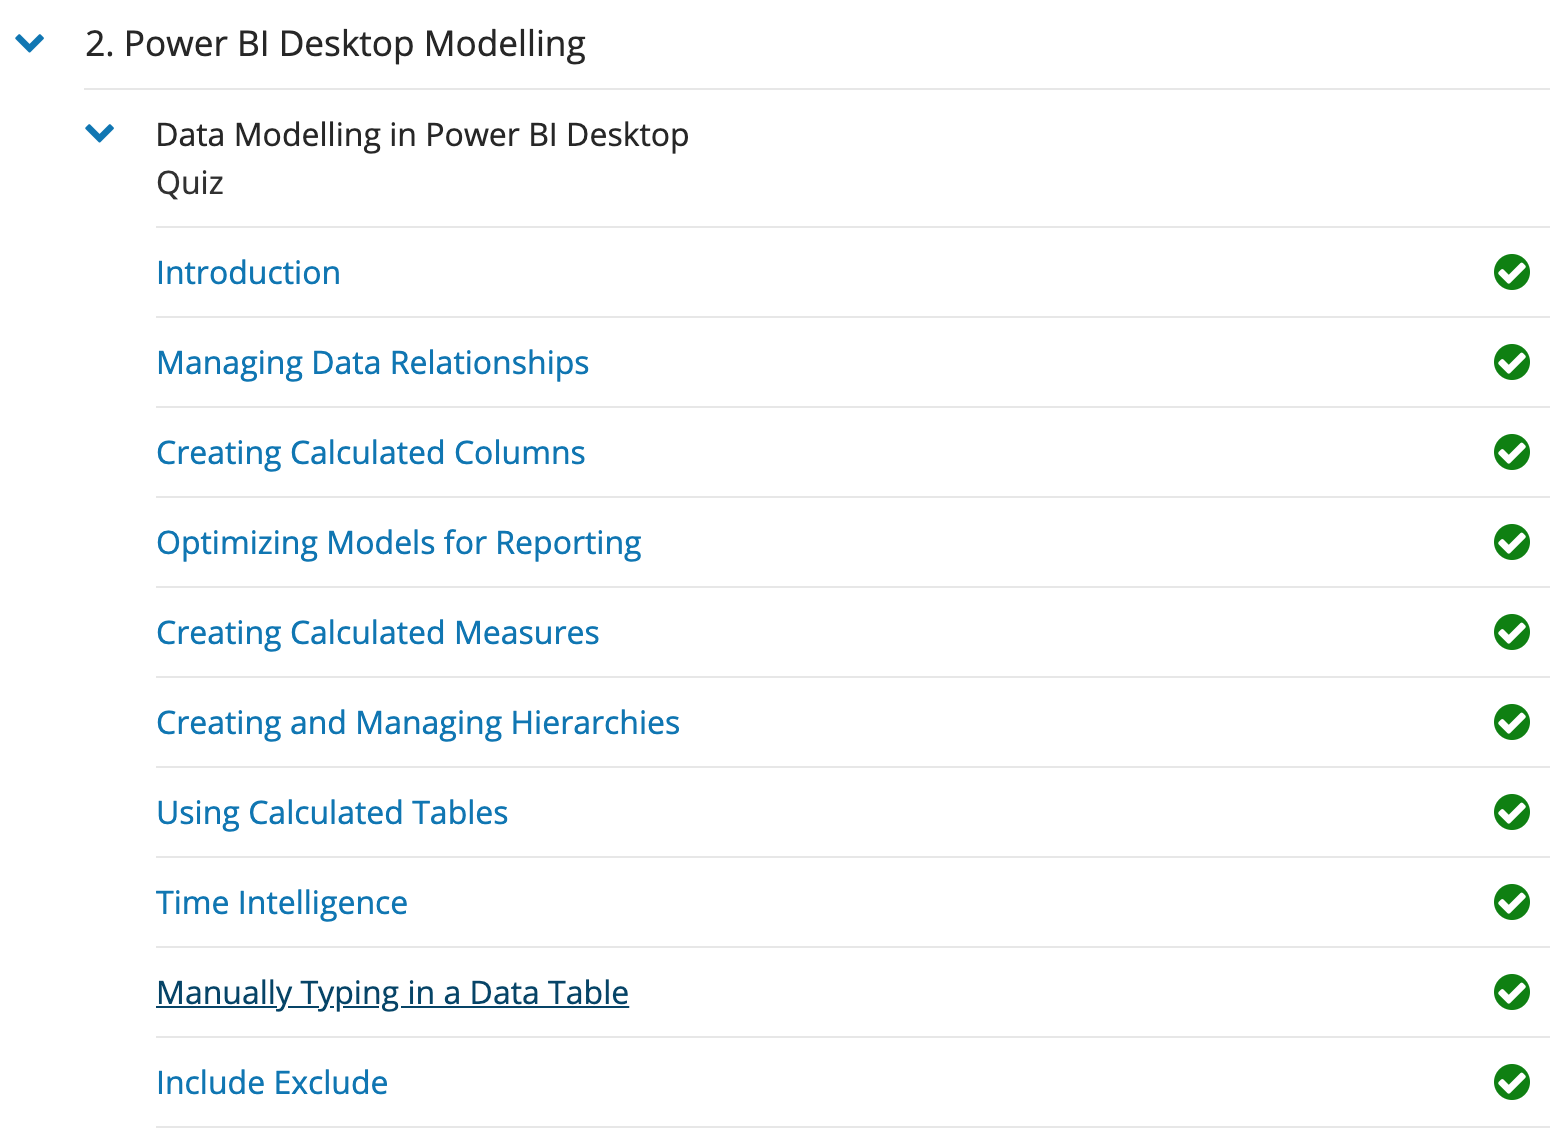 2. Power BI Desktop Modelling
Data Modelling in Power BI Desktop
Quiz
Introduction
Managing Data Relationships
Creating Calculated Columns
Optimizing Models for Reporting
Creating Calculated Measures
Creating and Managing Hierarchies
Using Calculated Tables
Time Intelligence
Manually Typing in a Data Table
Include Exclude